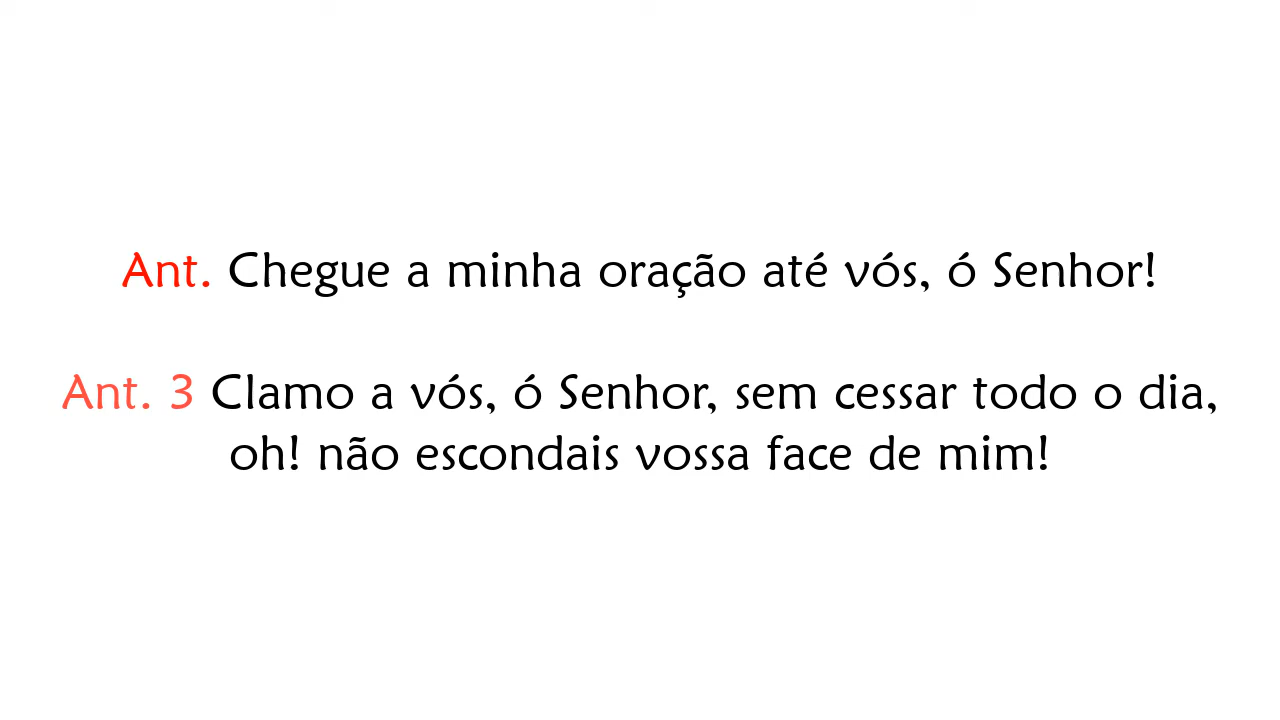 Ant. Chegue a minha oração até vós, ó Senhor!
Ant. 3 Clamo a vós, ó Senhor, sem cessar todo o dia,
oh! não escondais vossa face de mim!